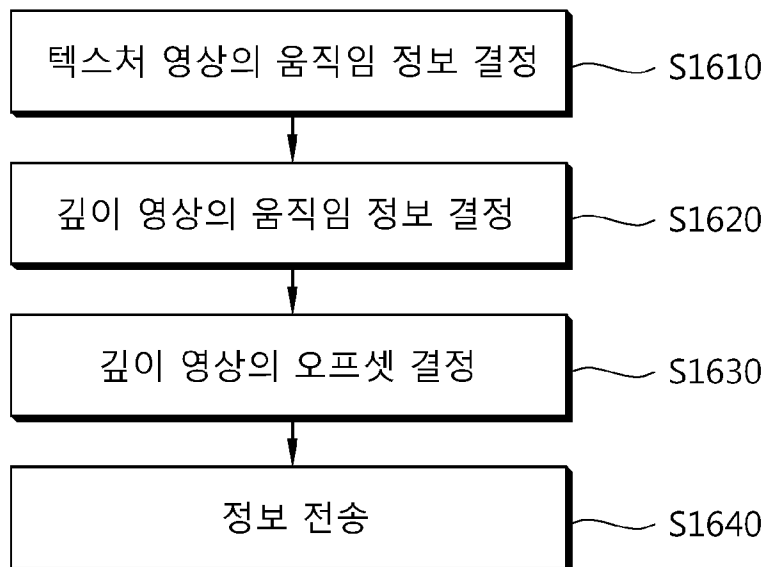 텍스처 영상의 움직임 정보 결정 S1610
깊이 영상의 움직임 정보 결정 S1620
깊이 영상의 오프셋 결정 S1630
정보 전송 S1640